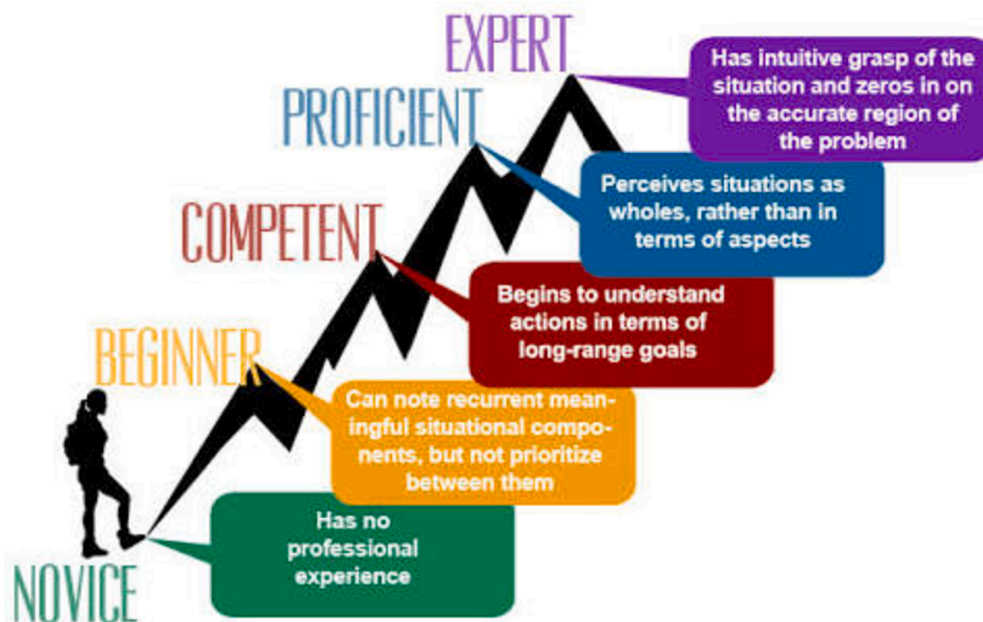 EXPERT
Has intuitive grasp of the
situation and zeros in on
the accurate region of
the problem
PROFICIENT
Perceives situations as
wholes, rather than in
terms of aspects
COMPETENT
Begins to understand
actions in terms of
long-range goals
BEGINNER
Can note recurrent mean-
ingful situational compo-
nents, but not prioritize
between them
NOVICE
Has no
professional
experience